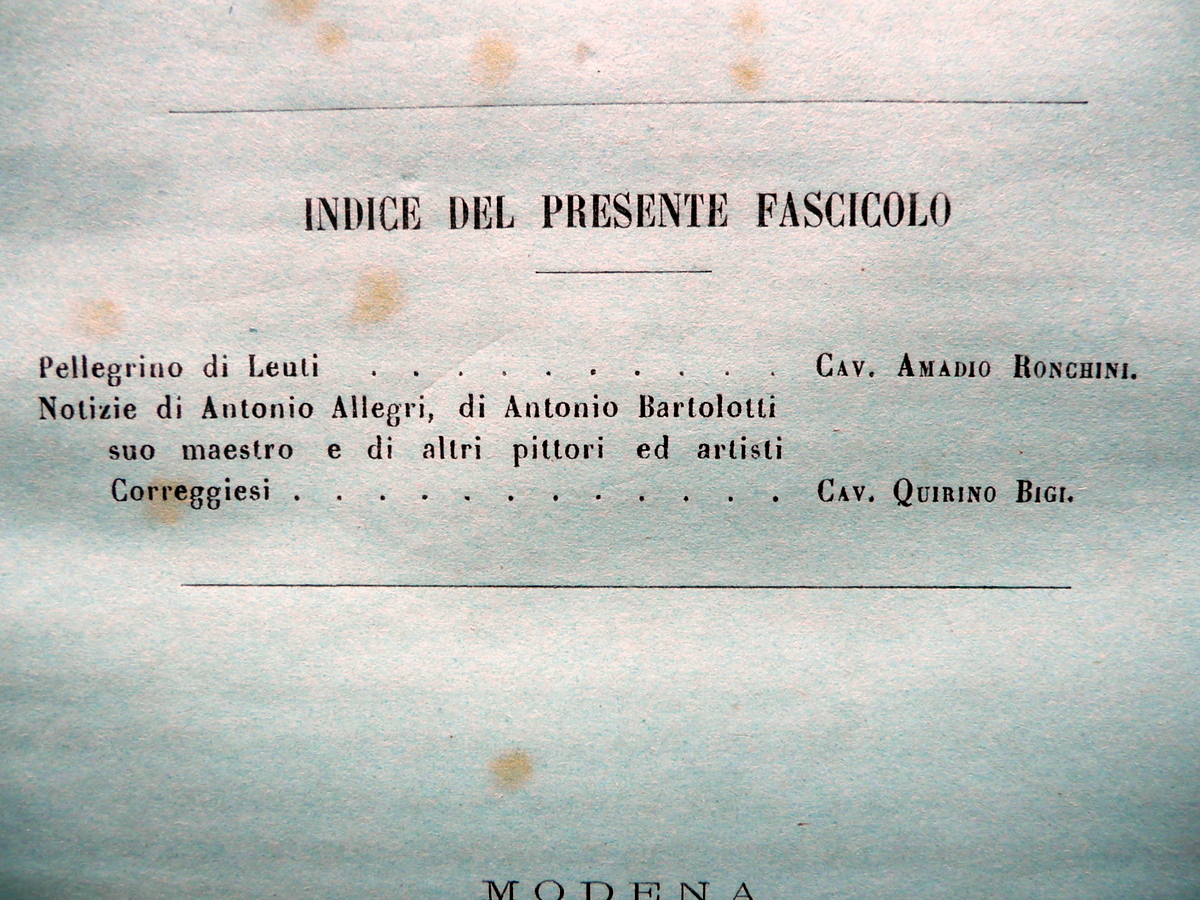 INDICE DEL PRESENTE FASCICOLO
Pellegrino di Leuti . . . . . . . . . . CAV. AMADIO RONCHINI.
Notizie di Antonio Allegri, di Antonio Bartolotti
suo maestro e di altri pittori ed artisti
Correggiesi . . . . . . . . . . . . CAV. QUIRINO BIGI.
MODENA